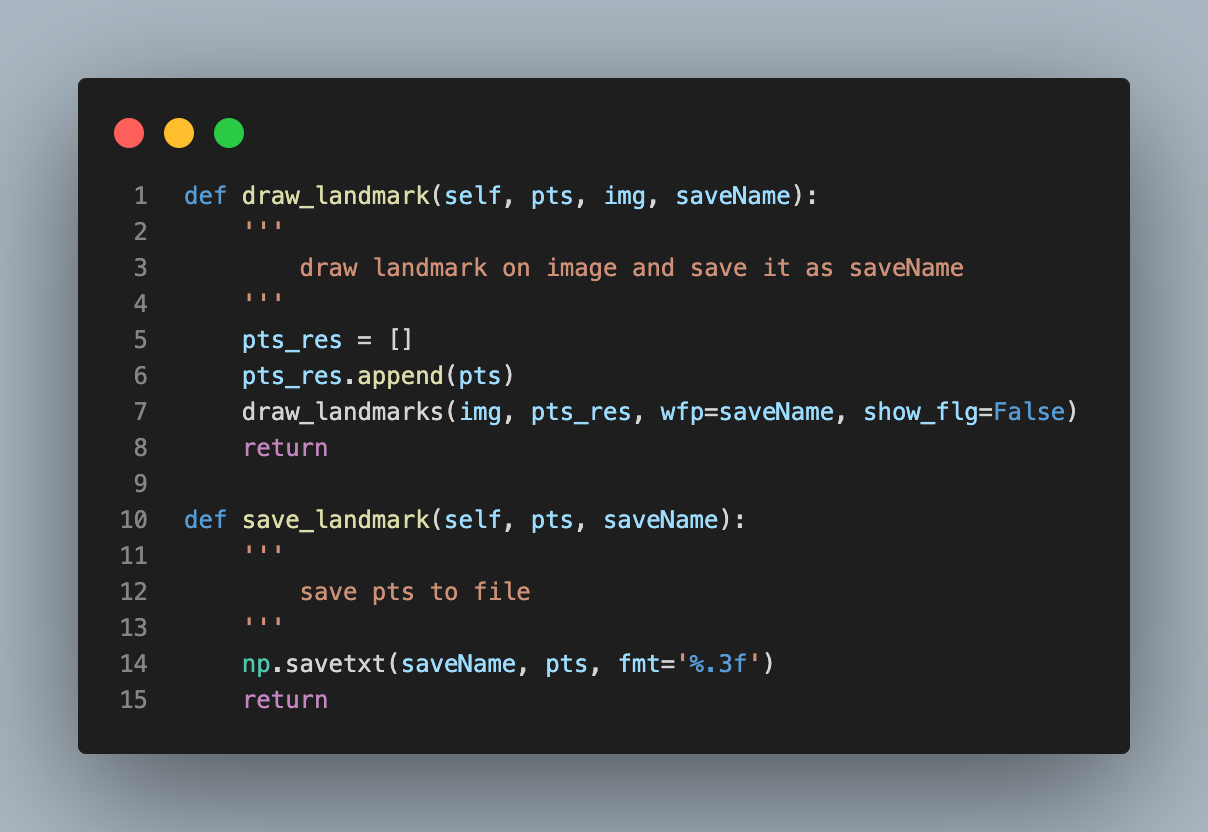 1 def draw_landmark(self, pts, img, saveName):
2     '''
3         draw landmark on image and save it as saveName
4     '''
5     pts_res = []
6     pts_res.append(pts)
7     draw_landmarks(img, pts_res, wfp=saveName, show_flg=False)
8     return
9
10 def save_landmark(self, pts, saveName):
11     '''
12         save pts to file
13     '''
14     np.savetxt(saveName, pts, fmt='%.3f')
15     return